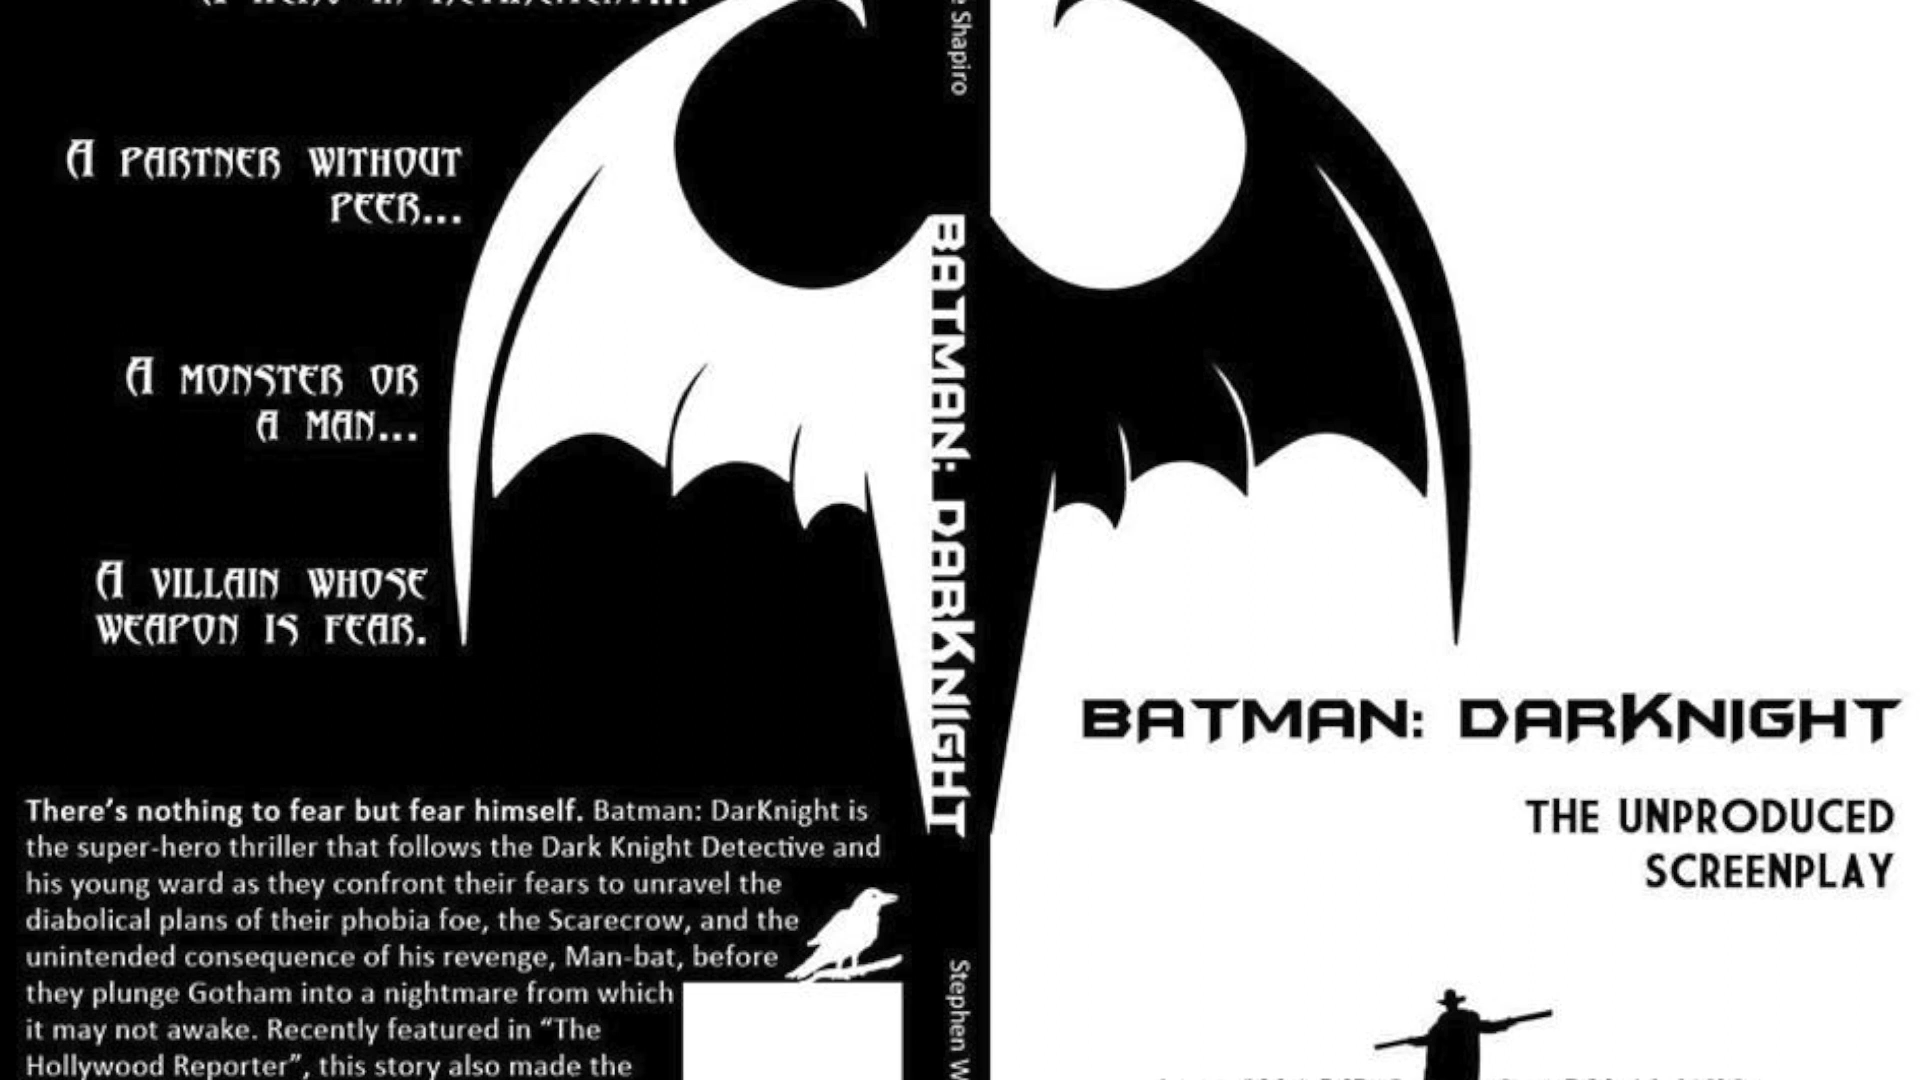 A PARTNER WITHOUT
PEER...
A MONSTER OR
A MAN...
A VILLAIN WHOSE
WEAPON IS FEAR.
There's nothing to fear but fear himself. Batman: DarKnight is
the super-hero thriller that follows the Dark Knight Detective and
his young ward as they confront their fears to unravel the
diabolical plans of their phobia foe, the Scarecrow, and the
unintended consequence of his revenge, Man-bat, before
they plunge Gotham into a nightmare from which
it may not awake. Recently featured in “The
Hollywood Reporter”, this story also made the
Shapiro
BATMAN: DARKNIGHT
Stephen
BATMAN: DARKNIGHT
THE UNPRODUCED
SCREENPLAY